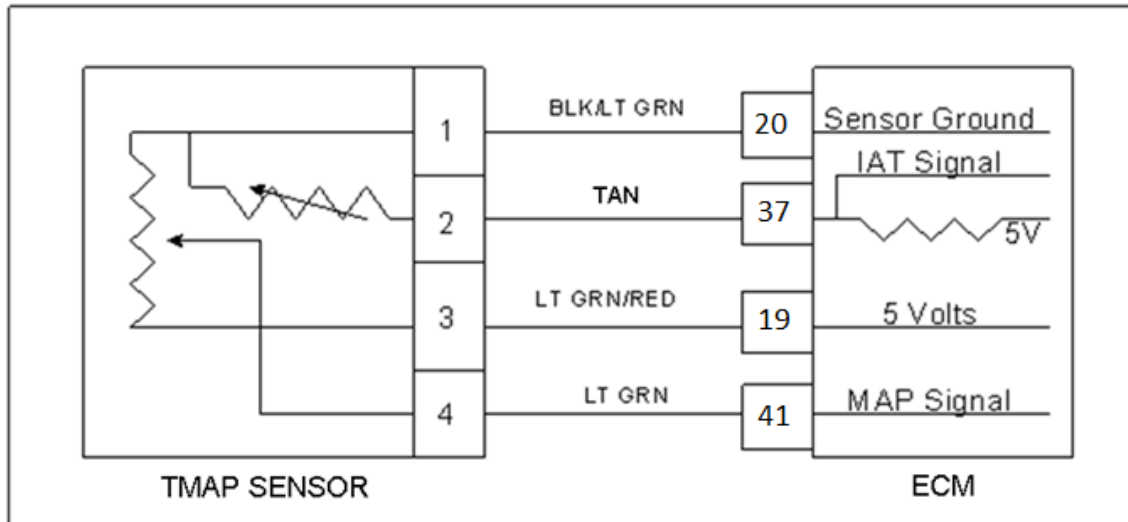 1 BLK/LT GRN 20 Sensor Ground
IAT Signal
2 TAN 37
5V
3 LT GRN/RED 19 5 Volts
4 LT GRN 41 MAP Signal
TMAP SENSOR ECM